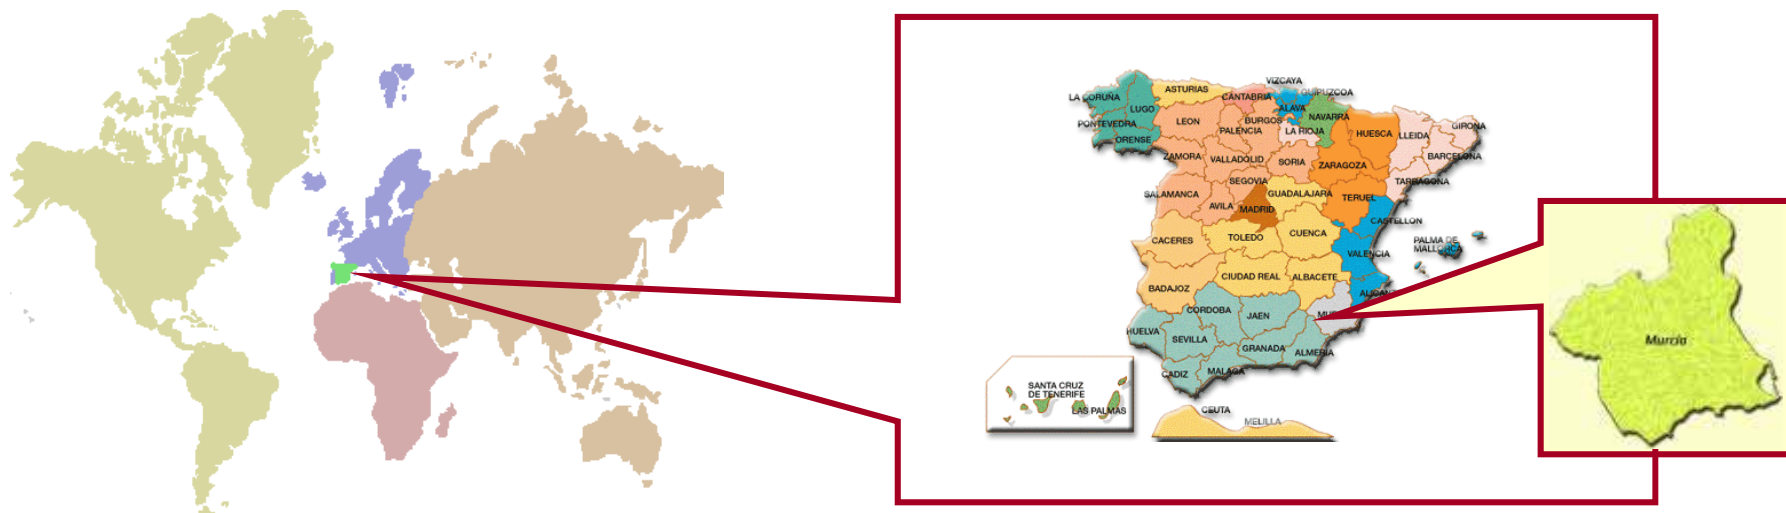 VIZCAYA
ASTURIAS
CANTABRIA
GUIPUZCOA
LA CORUÑA
LUGO
ALAVA
NAVARRA
PONTEVEDRA
LEON
BURGOS
PALENCIA
LA RIOJA
HUESCA
LLEIDA
GIRONA
ORENSE
ZAMORA
VALLADOLID
SORIA
ZARAGOZA
BARCELONA
SALAMANCA
SEGOVIA
GUADALAJARA
TERUEL
TARRAGONA
AVILA
MADRID
CASTELLON
CACERES
TOLEDO
CUENCA
VALENCIA
PALMA DE
MALLORCA
BADAJOZ
CIUDAD REAL
ALBACETE
CORDOBA
JAEN
HUELVA
SEVILLA
GRANADA
ALMERIA
CADIZ
MALAGA
SANTA CRUZ
DE TENERIFE
LAS PALMAS
CEUTA
MELILLA
Murcia